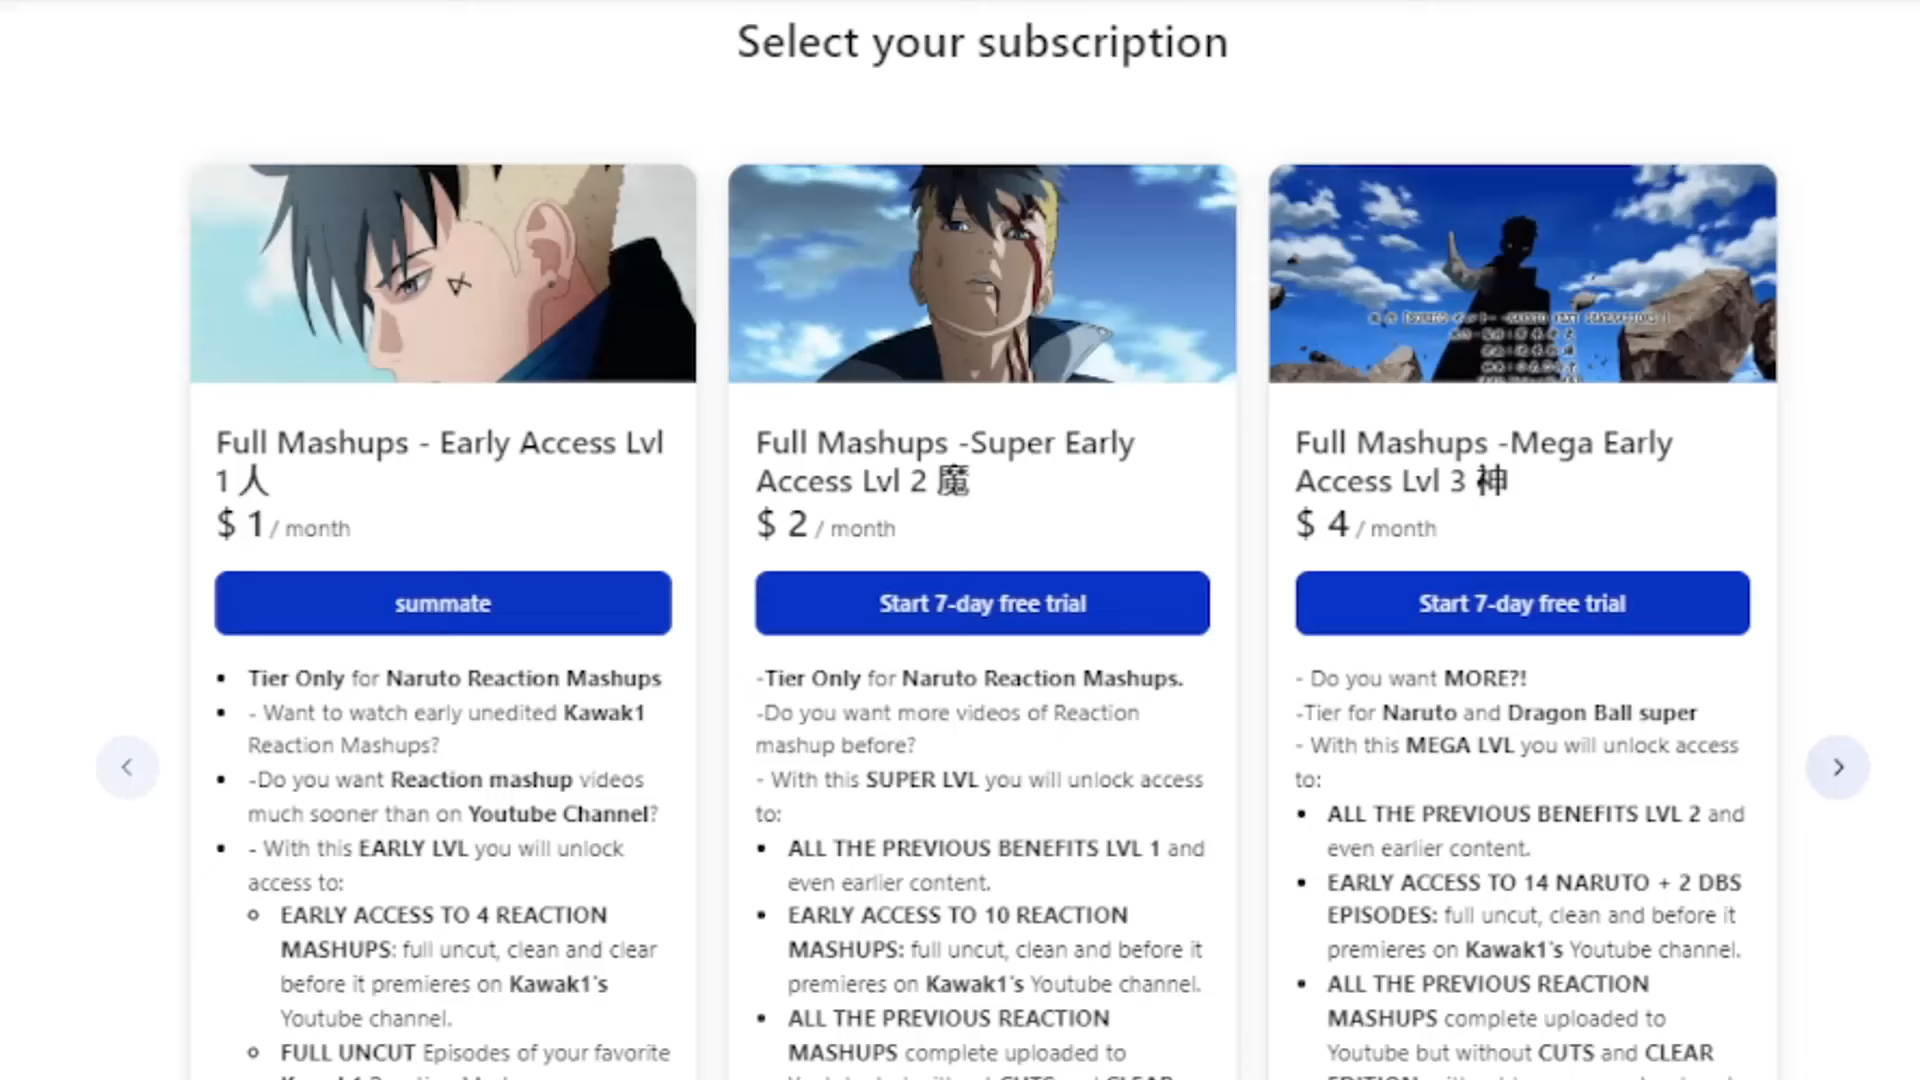 Select your subscription
Full Mashups - Early Access Lvl
1 人
$ 1 / month
summate
• Tier Only for Naruto Reaction Mashups
• - Want to watch early unedited Kawak1
Reaction Mashups?
• -Do you want Reaction mashup videos
much sooner than on Youtube Channel?
• - With this EARLY LVL you will unlock
access to:
EARLY ACCESS TO 4 REACTION
MASHUPS: full uncut, clean and clear
before it premieres on Kawak1's
Youtube channel.
FULL UNCUT Episodes of your favorite
Full Mashups -Super Early
Access Lvl 2 魔
$ 2 / month
Start 7-day free trial
-Tier Only for Naruto Reaction Mashups.
-Do you want more videos of Reaction
mashup before?
- With this SUPER LVL you will unlock access
to:
• ALL THE PREVIOUS BENEFITS LVL 1 and
even earlier content.
• EARLY ACCESS TO 10 REACTION
MASHUPS: full uncut, clean and before it
premieres on Kawak1's Youtube channel.
• ALL THE PREVIOUS REACTION
MASHUPS complete uploaded to
Full Mashups -Mega Early
Access Lvl 3 神
$ 4 / month
Start 7-day free trial
- Do you want MORE?!
-Tier for Naruto and Dragon Ball super
- With this MEGA LVL you will unlock access
to:
• ALL THE PREVIOUS BENEFITS LVL 2 and
even earlier content.
• EARLY ACCESS TO 14 NARUTO + 2 DBS
EPISODES: full uncut, clean and before it
premieres on Kawak1's Youtube channel.
• ALL THE PREVIOUS REACTION
MASHUPS complete uploaded to
Youtube but without CUTS and CLEAR